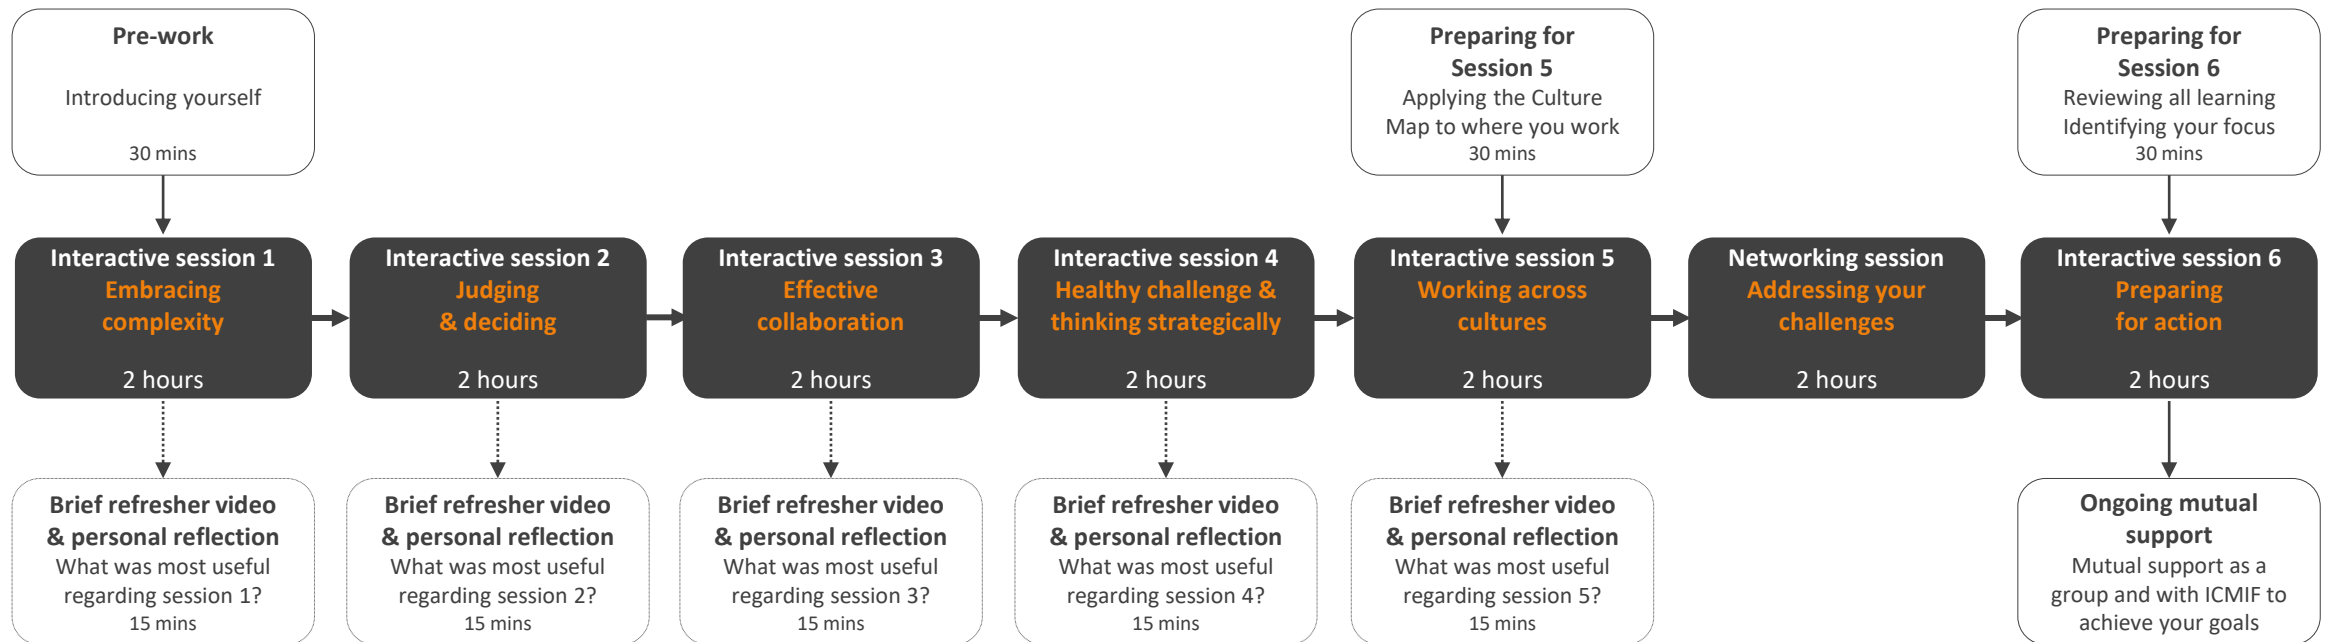 Pre-work
Introducing yourself
30 mins
Preparing for
Session 5
Applying the Culture
Map to where you work
30 mins
Preparing for
Session 6
Reviewing all learning
Identifying your focus
30 mins
Interactive session 1
Embracing
complexity
2 hours
Interactive session 2
Judging
& deciding
2 hours
Interactive session 3
Effective
collaboration
2 hours
Interactive session 4
Healthy challenge &
thinking strategically
2 hours
Interactive session 5
Working across
cultures
2 hours
Networking session
Addressing your
challenges
2 hours
Interactive session 6
Preparing
for action
2 hours
Brief refresher video
& personal reflection
What was most useful
regarding session 1?
15 mins
Brief refresher video
& personal reflection
What was most useful
regarding session 2?
15 mins
Brief refresher video
& personal reflection
What was most useful
regarding session 3?
15 mins
Brief refresher video
& personal reflection
What was most useful
regarding session 4?
15 mins
Brief refresher video
& personal reflection
What was most useful
regarding session 5?
15 mins
Ongoing mutual
support
Mutual support as a
group and with ICMIF to
achieve your goals